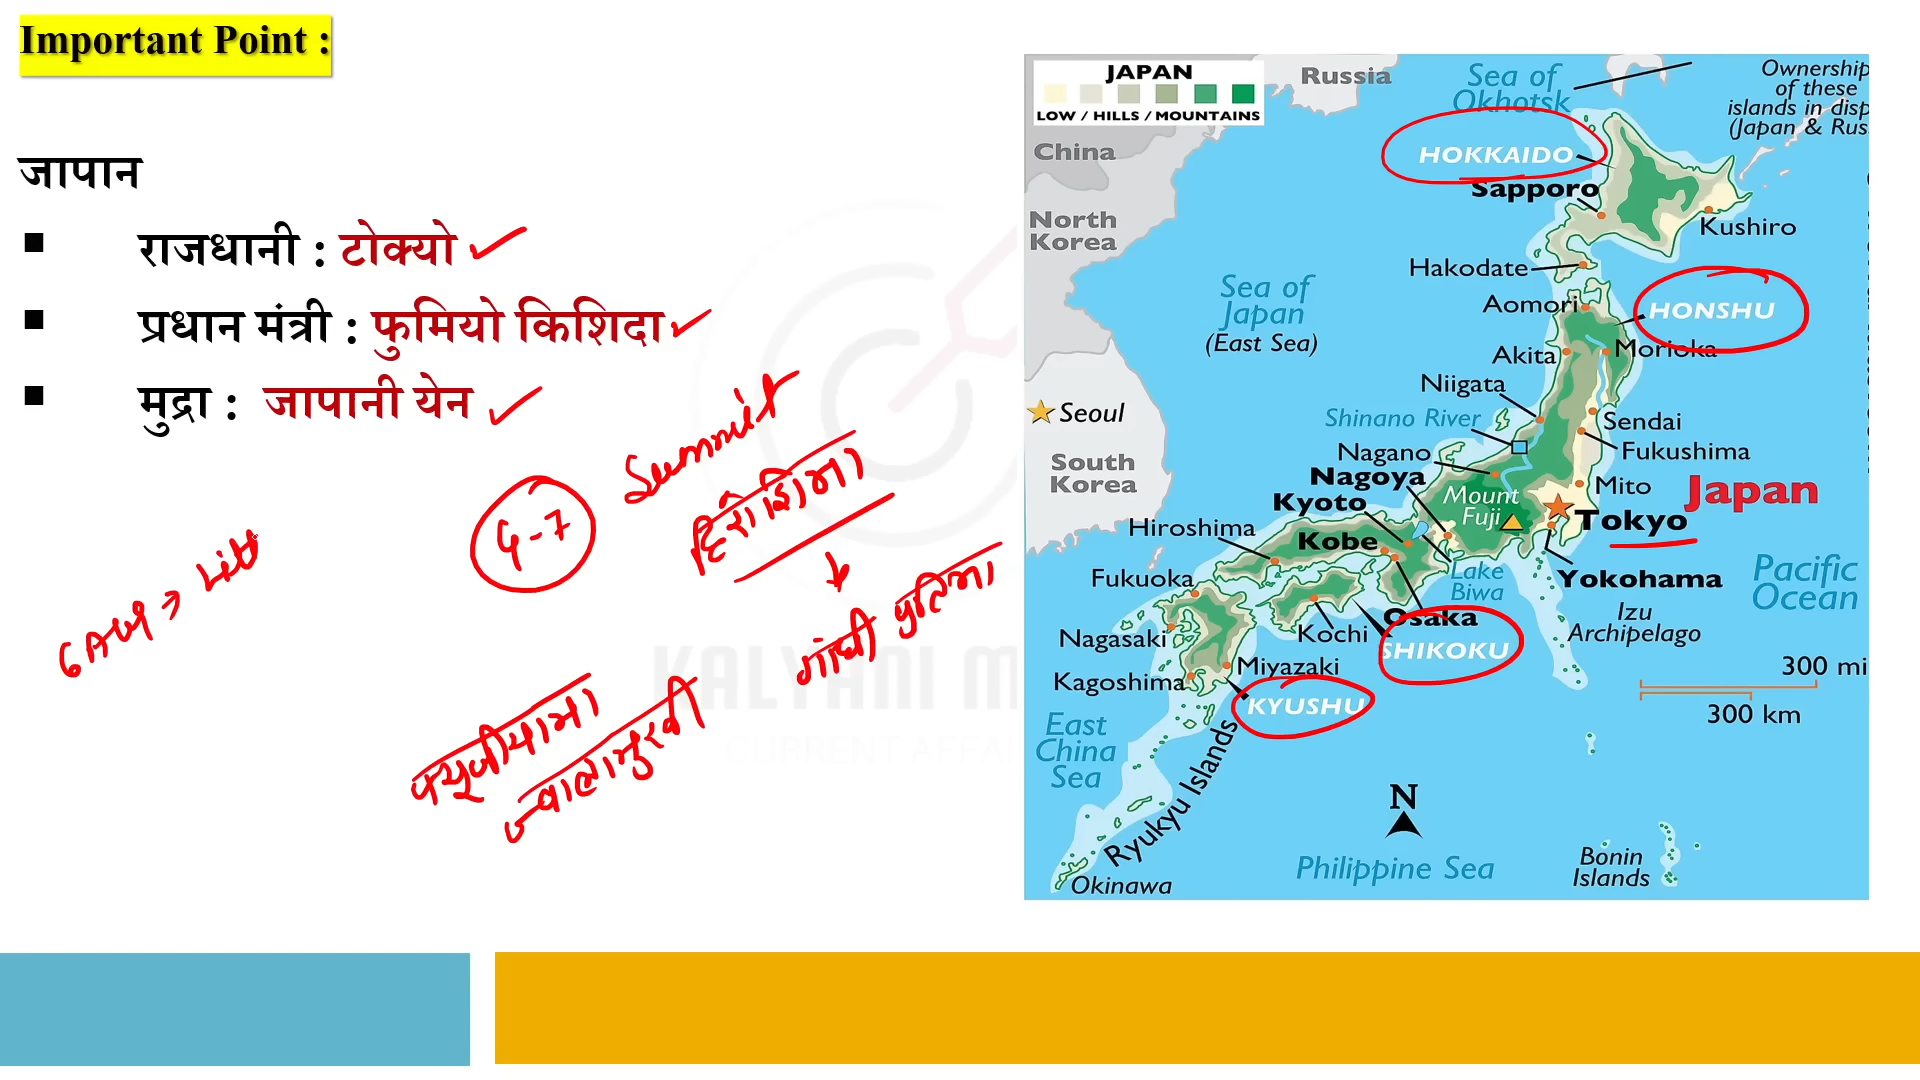 Important Point :
जापान
▪ राजधानी : टोक्यो
▪ प्रधान मंत्री : फुमियो किशिदा
▪ मुद्रा : जापानी येन
Summit
G-7
हिरोशिमा
गांधी प्रतिमा
फ्यूजीयामा
ज्वालामुखी
KALYANI M
CURRENT AFFAI
JAPAN
LOW / HILLS / MOUNTAINS
Russia
Sea of
Okhotsk
Ownership
of these
islands in disp
(Japan & Rus
China
HOKKAIDO
Sapporo
North
Korea
Kushiro
Hakodate
Sea of
Japan
(East Sea)
Aomori
HONSHU
Akita
Morioka
Niigata
Seoul
Shinano River
Sendai
Nagano
Fukushima
South
Korea
Nagoya
Mito
Japan
Kyoto
Mount
Fuji
Tokyo
Hiroshima
Kobe
Fukuoka
Lake
Biwa
Yokohama
Pacific
Ocean
Osaka
Izu
Archipelago
Nagasaki
Kochi
SHIKOKU
Miyazaki
300 mi
Kagoshima
KYUSHU
300 km
East
China
Sea
Ryukyu Islands
N
Philippine Sea
Bonin
Islands
Okinawa